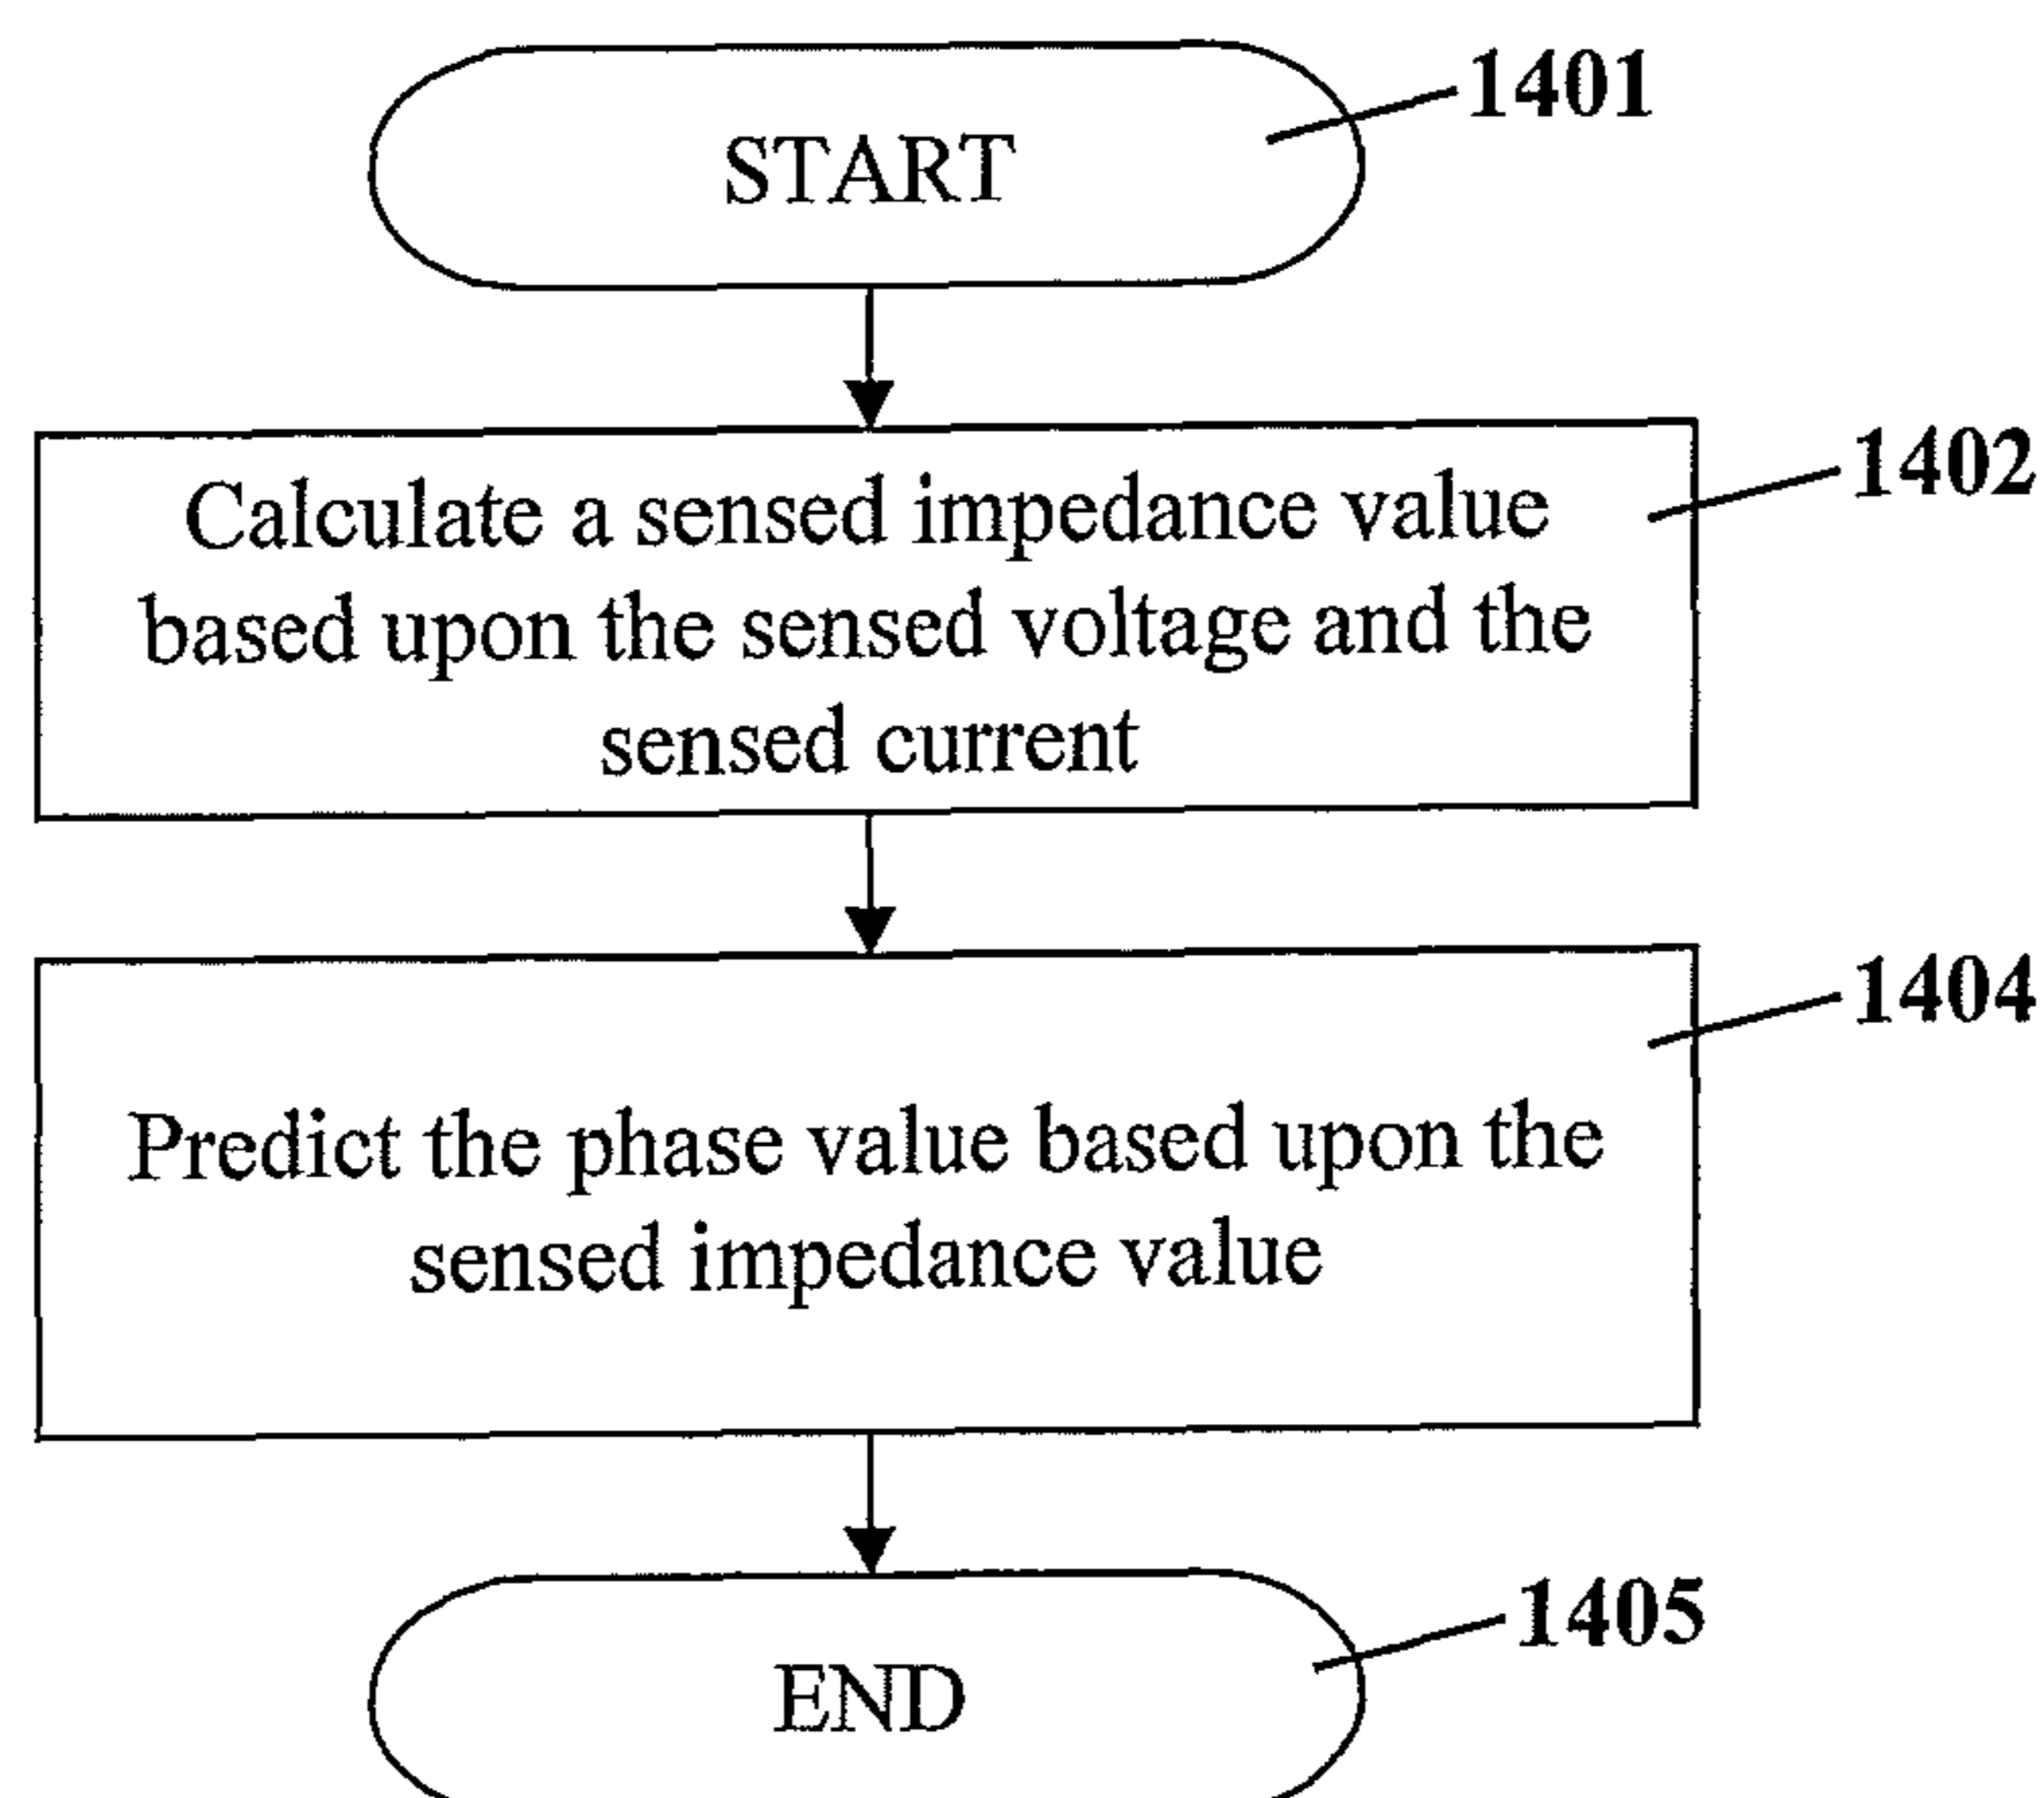 START
1401
Calculate a sensed impedance value
based upon the sensed voltage and the
sensed current
1402
Predict the phase value based upon the
sensed impedance value
1404
END
1405